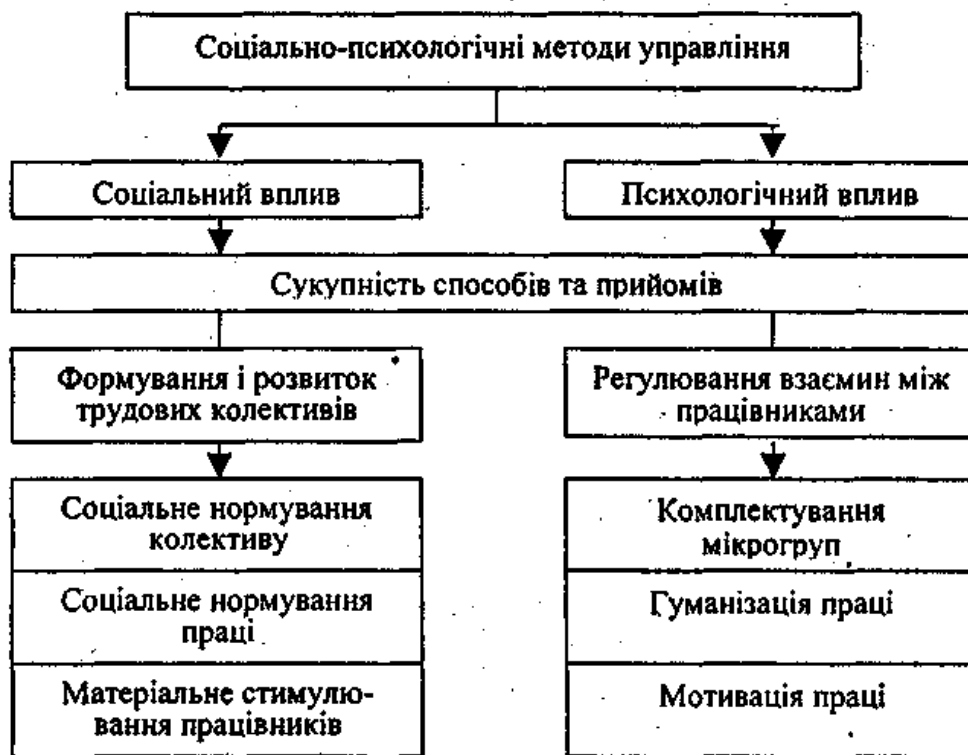 Соціально-психологічні методи управління
Соціальний вплив
Психологічний вплив
Сукупність способів та прийомів
Формування і розвиток
трудових колективів
Регулювання взаємин між
працівниками
Соціальне нормування
колективу
Комплектування
мікрогруп
Соціальне нормування
праці
Гуманізація праці
Матеріальне стимулю-
вання працівників
Мотивація праці